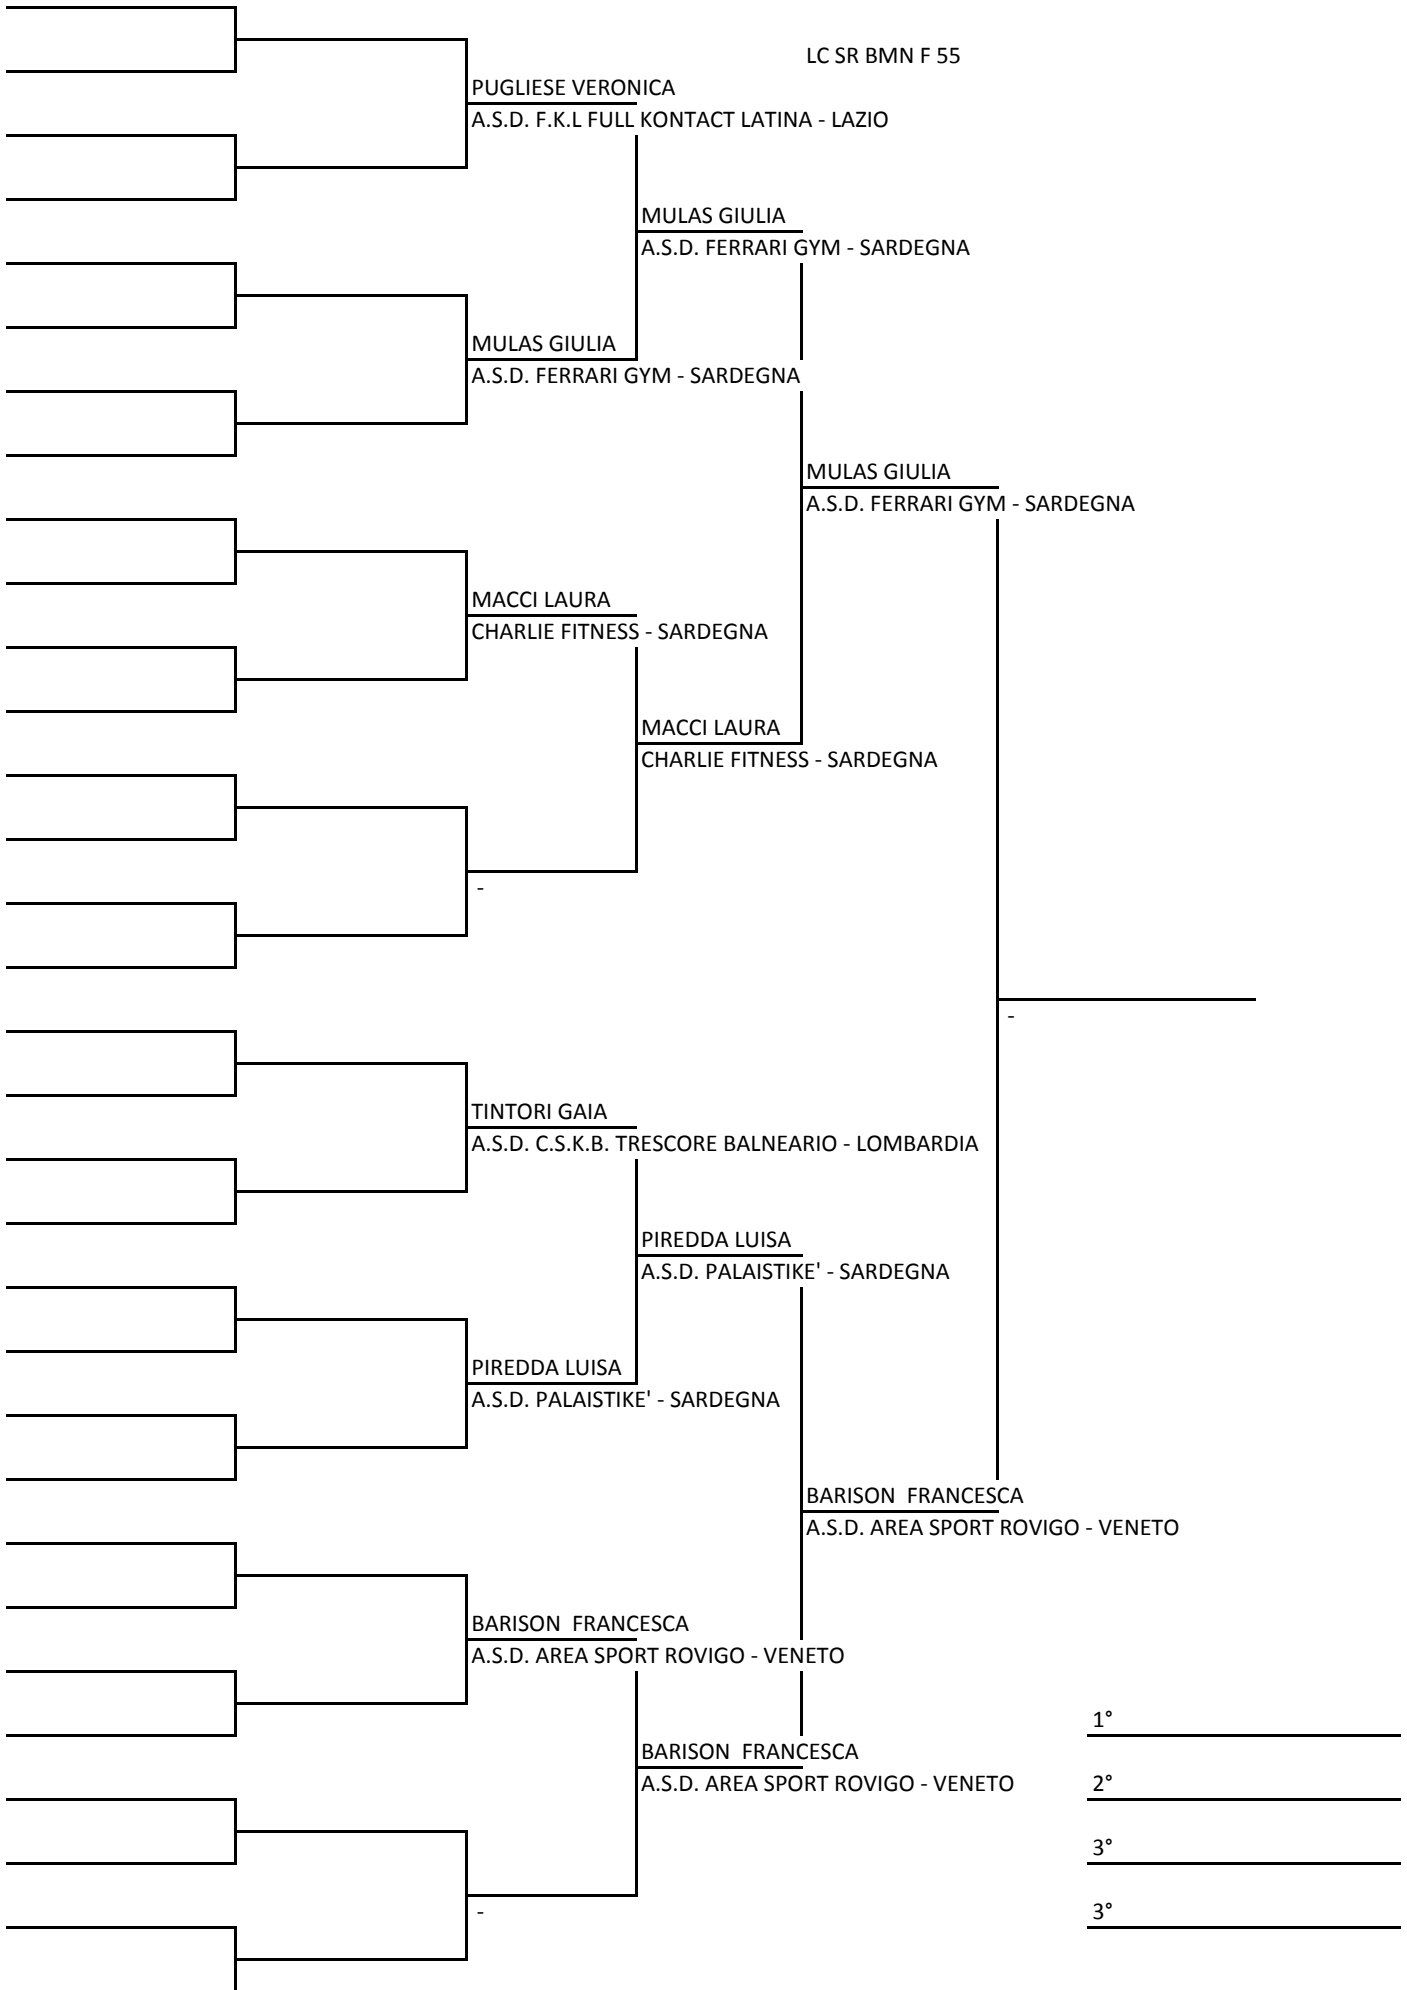 LC SR BMN F 55
PUGLIESE VERONICA
A.S.D. F.K.L FULL KONTACT LATINA - LAZIO
MULAS GIULIA
A.S.D. FERRARI GYM - SARDEGNA
MULAS GIULIA
A.S.D. FERRARI GYM - SARDEGNA
MULAS GIULIA
A.S.D. FERRARI GYM - SARDEGNA
MACCI LAURA
CHARLIE FITNESS - SARDEGNA
MACCI LAURA
CHARLIE FITNESS - SARDEGNA
-
-
TINTORI GAIA
A.S.D. C.S.K.B. TRESCORE BALNEARIO - LOMBARDIA
PIREDDA LUISA
A.S.D. PALAISTIKE' - SARDEGNA
PIREDDA LUISA
A.S.D. PALAISTIKE' - SARDEGNA
BARISON  FRANCESCA
A.S.D. AREA SPORT ROVIGO - VENETO
BARISON  FRANCESCA
A.S.D. AREA SPORT ROVIGO - VENETO
1°
BARISON  FRANCESCA
A.S.D. AREA SPORT ROVIGO - VENETO
2°
3°
-
3°